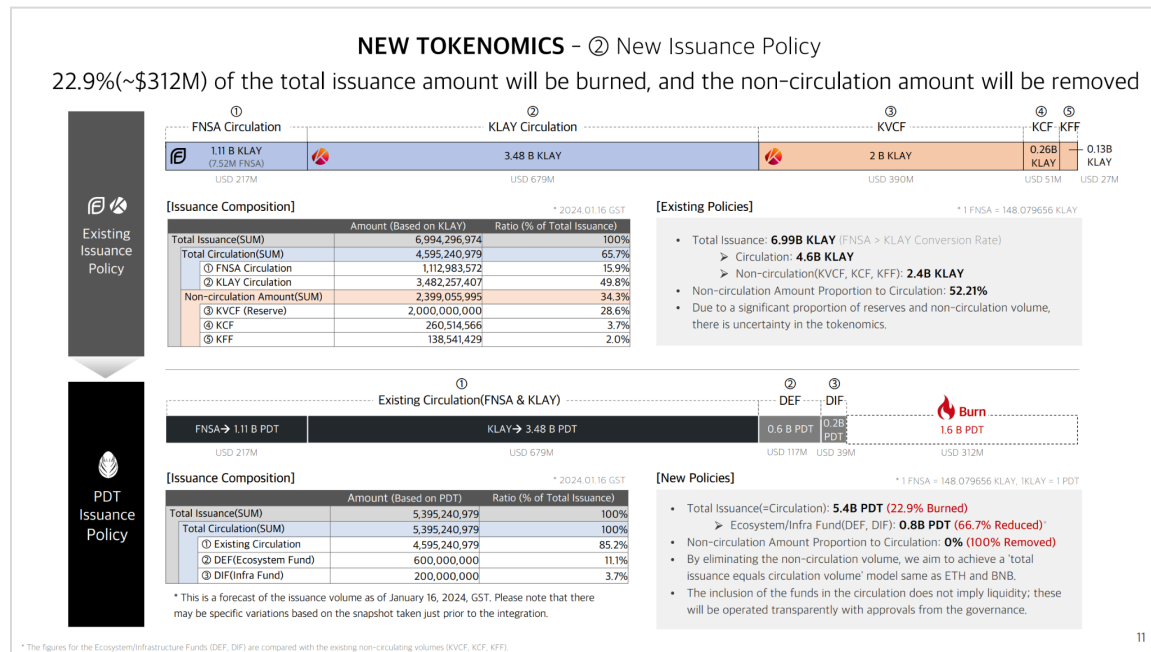 NEW TOKENOMICS - ② New Issuance Policy
22.9%(~$312M) of the total issuance amount will be burned, and the non-circulation amount will be removed
Existing
Issuance
Policy
① ② ③ ④ ⑤
FNSA Circulation KLAY Circulation KVCF KCF KFF
1.11 B KLAY
(7.52M FNSA)
3.48 B KLAY
2 B KLAY
0.26B
KLAY
0.13B
KLAY
USD 217M USD 679M USD 390M USD 51M USD 27M
[Issuance Composition] * 2024.01.16 GST
Amount (Based on KLAY) Ratio (% of Total Issuance)
Total Issuance(SUM) 6,994,296,974 100%
Total Circulation(SUM) 4,595,240,979 65.7%
① FNSA Circulation 1,112,983,572 15.9%
② KLAY Circulation 3,482,257,407 49.8%
Non-circulation Amount(SUM) 2,399,055,995 34.3%
③ KVCF (Reserve) 2,000,000,000 28.6%
④ KCF 260,514,566 3.7%
⑤ KFF 138,541,429 2.0%
[Existing Policies] * 1 FNSA = 148.079656 KLAY
• Total Issuance: 6.99B KLAY (FNSA > KLAY Conversion Rate)
➢ Circulation: 4.6B KLAY
➢ Non-circulation(KVCF, KCF, KFF): 2.4B KLAY
• Non-circulation Amount Proportion to Circulation: 52.21%
• Due to a significant proportion of reserves and non-circulation volume,
there is uncertainty in the tokenomics.
PDT
Issuance
Policy
① ② ③
Existing Circulation(FNSA & KLAY) DEF DIF
Burn
FNSA→ 1.11 B PDT
KLAY→ 3.48 B PDT
0.6 B PDT
0.2B
PDT
1.6 B PDT
USD 217M USD 679M USD 117M USD 39M USD 312M
[Issuance Composition] * 2024.01.16 GST
Amount (Based on PDT) Ratio (% of Total Issuance)
Total Issuance(SUM) 5,395,240,979 100%
Total Circulation(SUM) 5,395,240,979 100%
① Existing Circulation 4,595,240,979 85.2%
② DEF(Ecosystem Fund) 600,000,000 11.1%
③ DIF(Infra Fund) 200,000,000 3.7%
* This is a forecast of the issuance volume as of January 16, 2024, GST. Please note that there
may be specific variations based on the snapshot taken just prior to the integration.
[New Policies] * 1 FNSA = 148.079656 KLAY, 1KLAY = 1 PDT
• Total Issuance(=Circulation): 5.4B PDT (22.9% Burned)
➢ Ecosystem/Infra Fund(DEF, DIF): 0.8B PDT (66.7% Reduced)*
• Non-circulation Amount Proportion to Circulation: 0% (100% Removed)
• By eliminating the non-circulation volume, we aim to achieve a 'total
issuance equals circulation volume' model same as ETH and BNB.
• The inclusion of the funds in the circulation does not imply liquidity; these
will be operated transparently with approvals from the governance.
11
* The figures for the Ecosystem/Infrastructure Funds (DEF, DIF) are compared with the existing non-circulating volumes (KVCF, KCF, KFF).